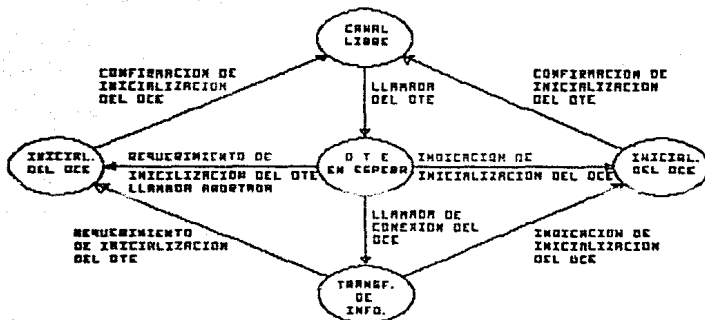 CANAL
LIBRE
CONFIRMACION DE
INICIALIZACION
DEL DCE
LLAMADA
DEL DTE
CONFIRMACION DE
INICIALIZACION
DEL DTE
INICIAL.
DEL DCE
REQUERIMIENTO DE
INICILIZACION DEL DTE
LLAMADA ABORTADA
D T E
EN ESPERA
INDICACION DE
INICIALIZACION DEL DCE
INICIAL.
DEL DCE
REQUERIMIENTO
DE INICIALIZACION
DEL DTE
LLAMADA DE
CONEXION DEL
DCE
INDICACION DE
INICIALIZACION
DEL DCE
TRANSF.
DE
INFO.